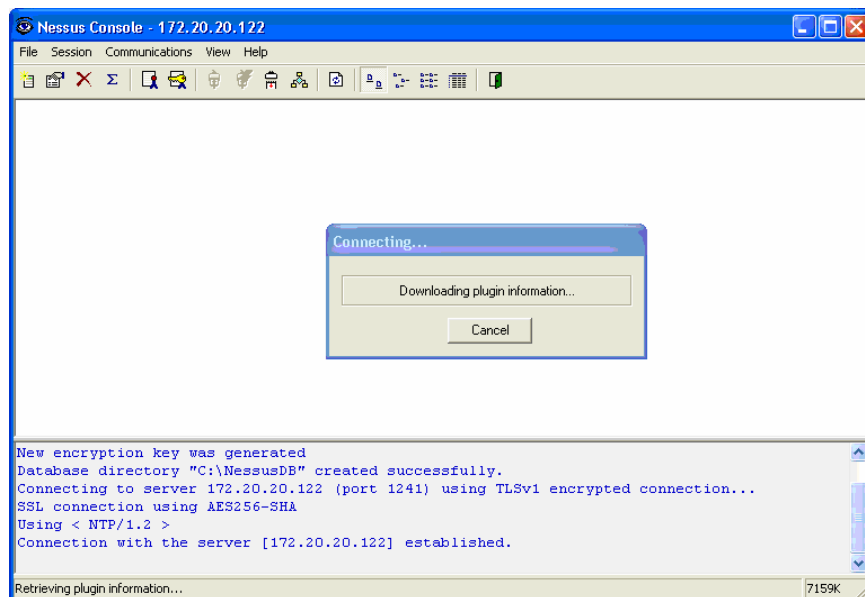 Nessus Console - 172.20.20.122
File Session Communications View Help
Connecting...
Downloading plugin information...
Cancel
New encryption key was generated
Database directory "C:\NessusDB" created successfully.
Connecting to server 172.20.20.122 (port 1241) using TLSv1 encrypted connection...
SSL connection using AES256-SHA
Using < NTP/1.2 >
Connection with the server [172.20.20.122] established.
Retrieving plugin information... 7159K